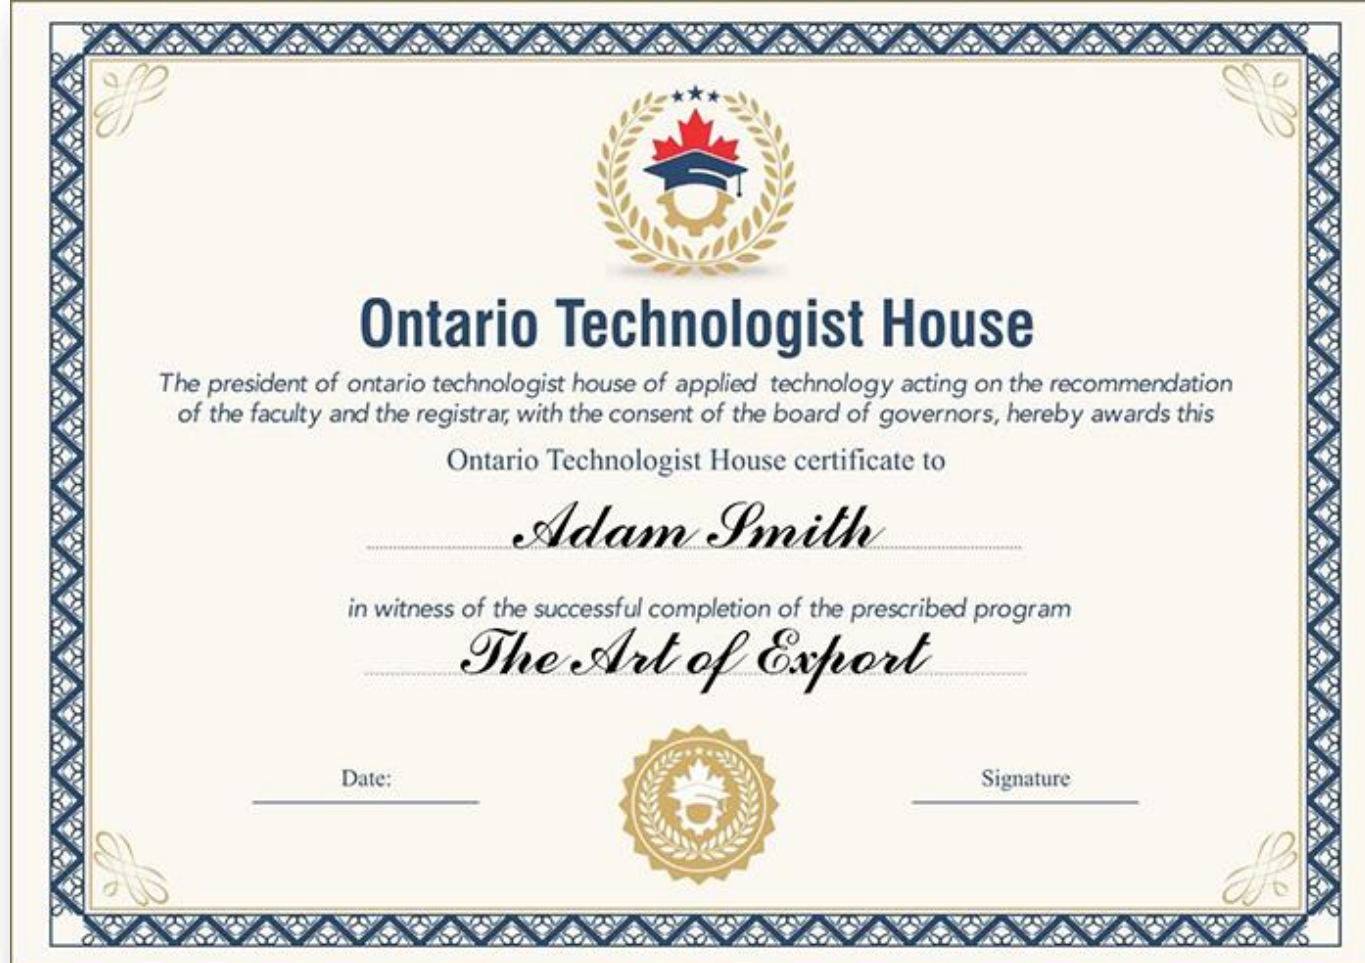 Ontario Technologist House
The president of ontario technologist house of applied technology acting on the recommendation
of the faculty and the registrar, with the consent of the board of governors, hereby awards this
Ontario Technologist House certificate to
Adam Smith
in witness of the successful completion of the prescribed program
The Art of Export
Date:
Signature